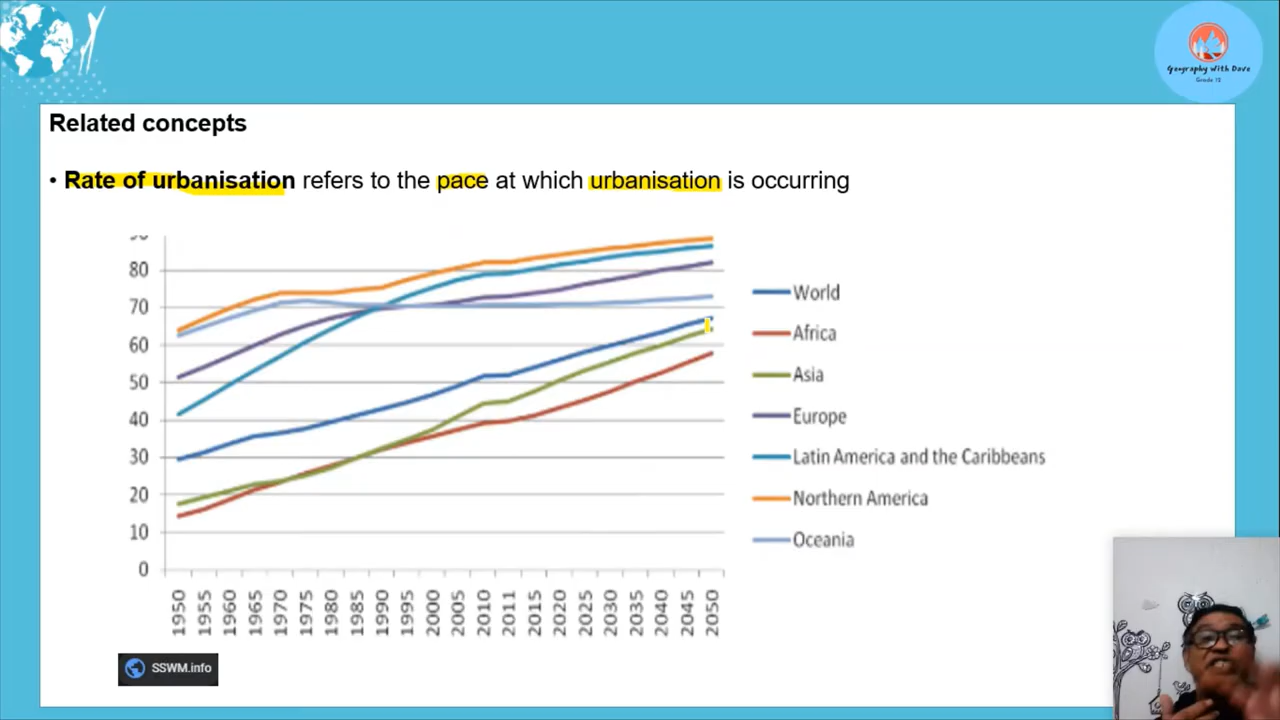 Geography With Dave
Grade 12
Related concepts
• Rate of urbanisation refers to the pace at which urbanisation is occurring
90
80
70
60
50
40
30
20
10
0
1950 1955 1960 1965 1970 1975 1980 1985 1990 1995 2000 2005 2010 2011 2015 2020 2025 2030 2035 2040 2045 2050
World
Africa
Asia
Europe
Latin America and the Caribbeans
Northern America
Oceania
SSWM.info